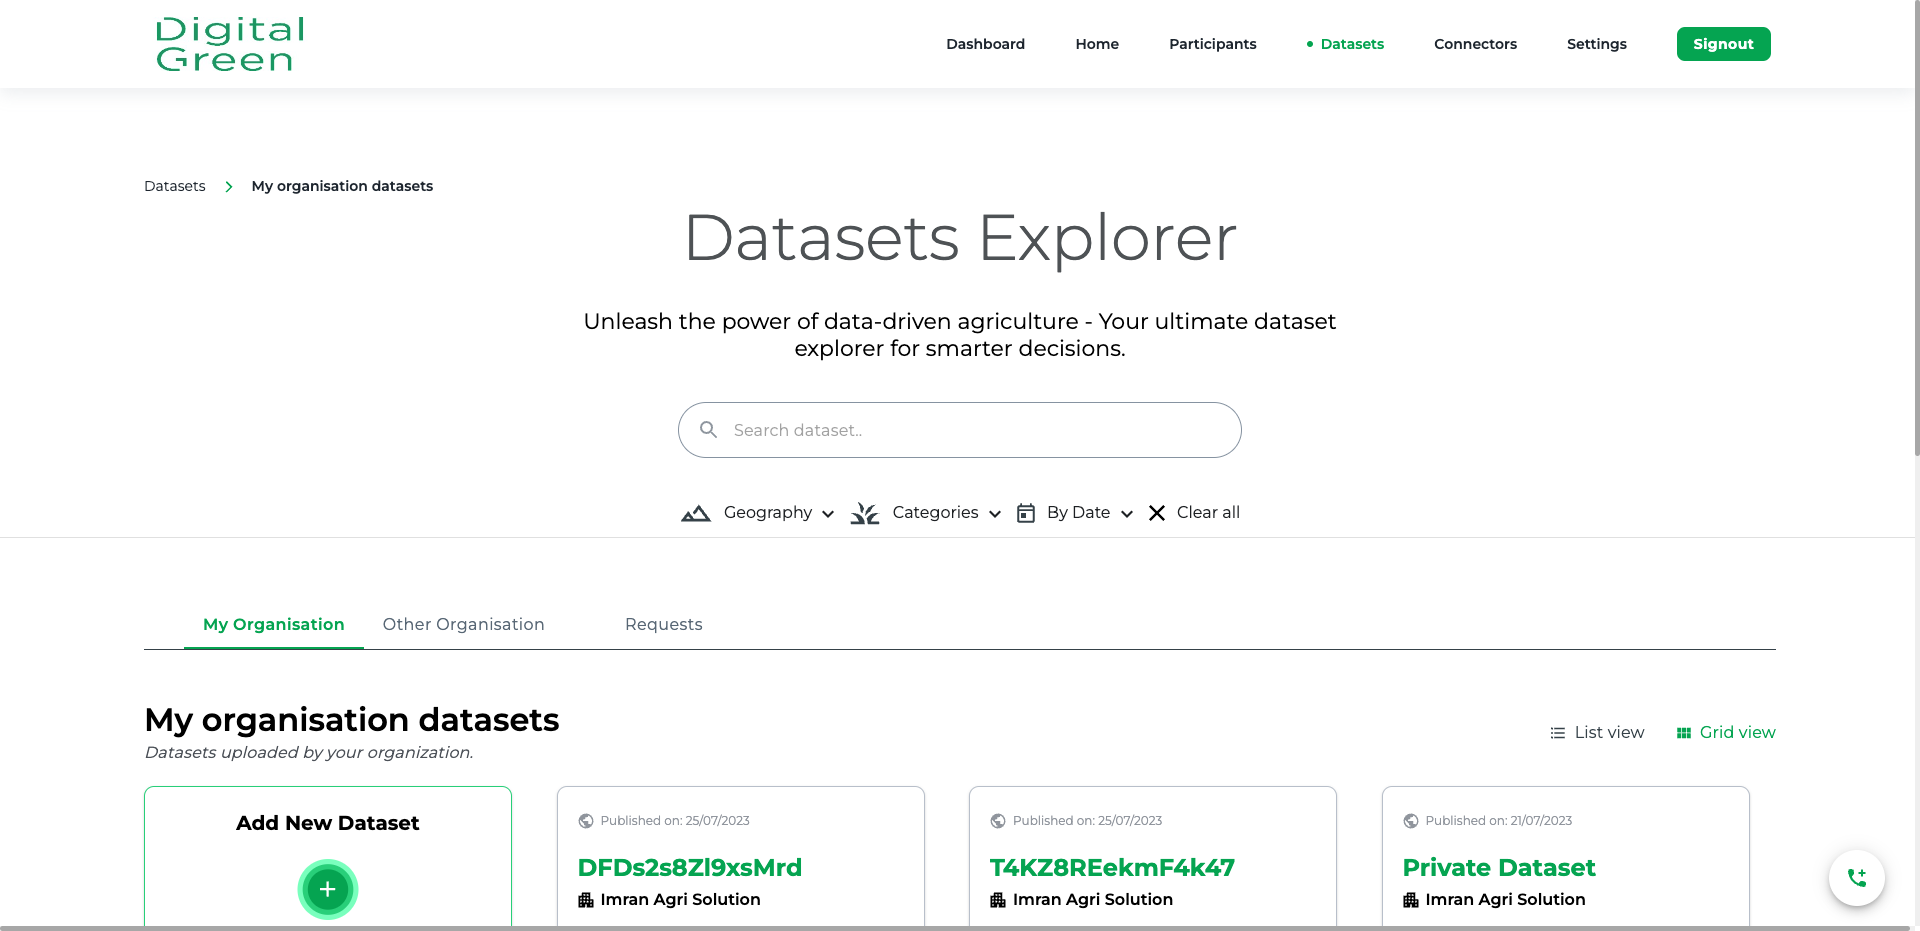 Digital
Green
Dashboard Home Participants Datasets Connectors Settings Signout
Datasets My organisation datasets
Datasets Explorer
Unleash the power of data-driven agriculture - Your ultimate dataset
explorer for smarter decisions.
Search dataset..
Geography Categories By Date Clear all
My Organisation Other Organisation Requests
My organisation datasets
Datasets uploaded by your organization.
List view Grid view
Add New Dataset
Published on: 25/07/2023
DFDs2s8Zl9xsMrd
Imran Agri Solution
Published on: 25/07/2023
T4KZ8REekmF4k47
Imran Agri Solution
Published on: 21/07/2023
Private Dataset
Imran Agri Solution